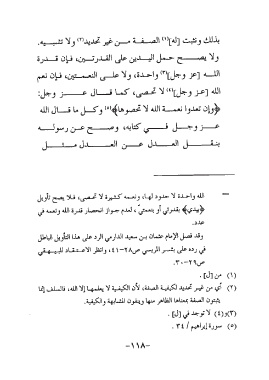 بذلك ونثبت [له]⁽¹⁾ الصفة من غير تحديد⁽²⁾ ولا تشبيه.
ولا يصح حمل اليدين على القدرتين، فإن قدرة
الله [عز وجل]⁽³⁾ واحدة، ولا على النعمتين، فإن نعم
الله [عز وجل]⁽⁴⁾ لا تحصى، كما قال عز وجل:
﴿وإن تعدوا نعمة الله لا تحصوها﴾⁽⁵⁾ وكل ما قال الله
عز وجل في كتابه، وصح عن رسوله
بنقل العدل عن العدل مثل
الله واحدة لا حدود لها، ونعمه كثيرة لا تحصى، فلا يصح تأويل
﴿بيدي﴾ بقدرتي أو بنعمتي، لعدم جواز انحصار قدرة الله ونعمه في
عدد.
وقد فصل الإمام عثمان بن سعيد الدارمي الرد على هذا التأويل الباطل
في رده على بشر المريسي ص٢٨-٤١، وانظر الاعتقاد للبيهقي
ص٢٩-٣٠.
(١) من [ل].
(٢) أي من غير تحديد لكيفية الصفة، لأن الكيفية لا يعلمها إلا الله، فالسلف إنما
يثبتون الصفة بمعناها الظاهر منها وينفون المشابهة والكيفية.
(٣)و(٤) لا توجد في [ل].
(٥) سورة إبراهيم / ٣٤.
-١١٨-